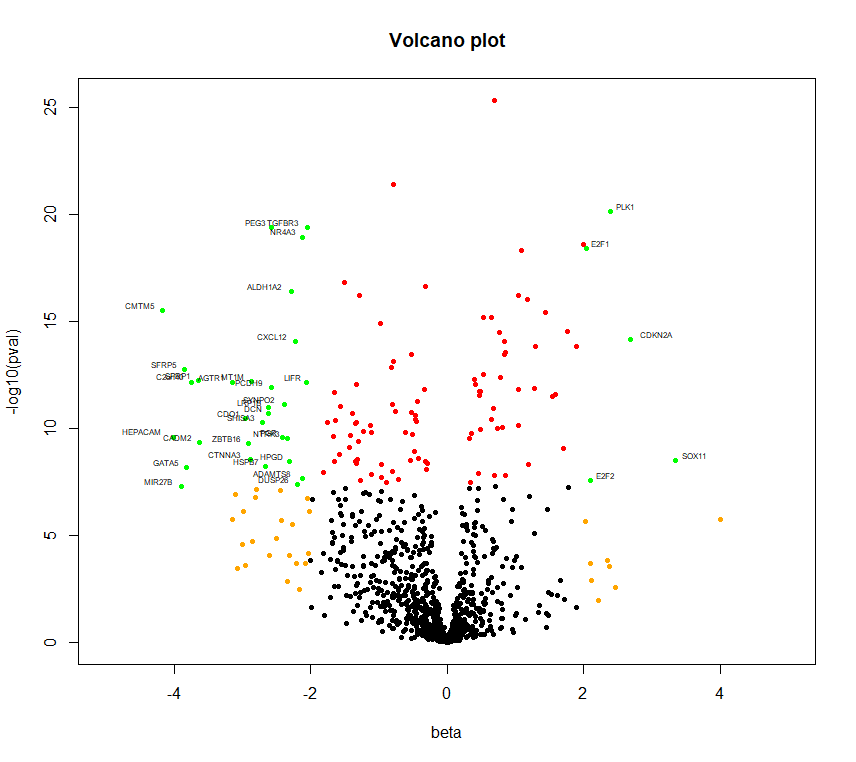 Volcano plot
25
20
15
10
5
0
-log10(pval)
PLK1
PEG3 TGFBR3
NR4A3
E2F1
ALDH1A2
CMTM5
CXCL12
CDKN2A
SFRP5
SFRP1
AGTR1
MT1M
LIFR
PCDH9
SYNPO2
DCN
CDO1
HEPACAM
CADM2
ZBTB16
CTNNA3
HSPB7
HPGD
SOX11
GATA5
ADAMTS8
MIR27B
DUSP26
E2F2
-4
-2
0
2
4
beta